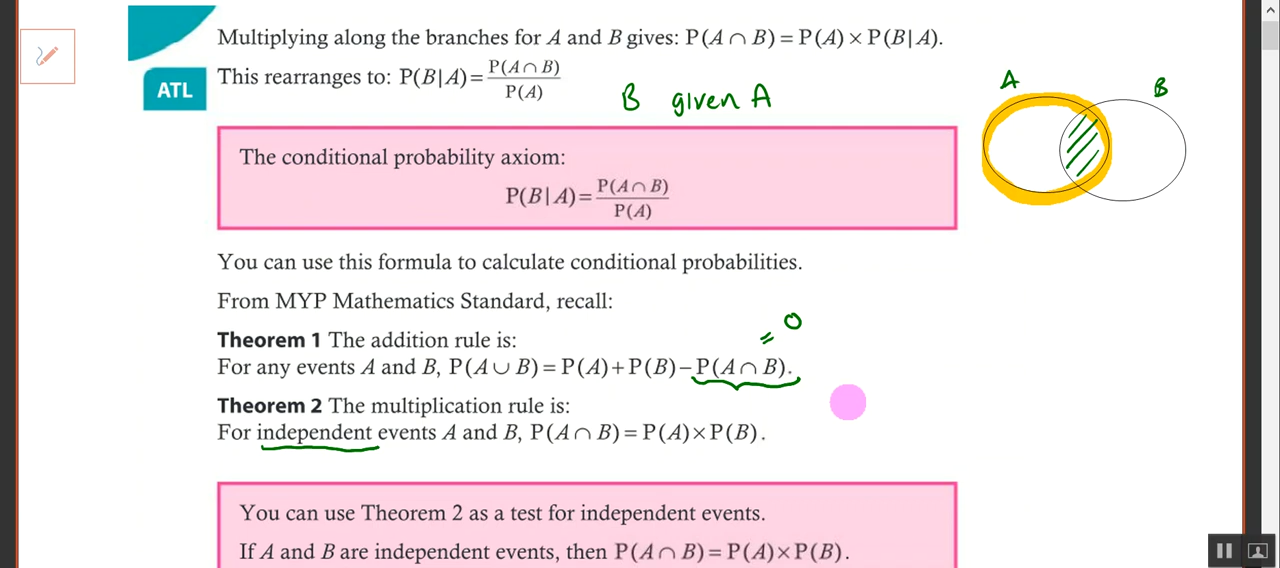 Multiplying along the branches for A and B gives: P(A ∩ B) = P(A) × P(B|A).
ATL
This rearranges to: P(B|A) = P(A ∩ B) / P(A)
B given A
A
B
The conditional probability axiom:
P(B|A) = P(A ∩ B) / P(A)
You can use this formula to calculate conditional probabilities.
From MYP Mathematics Standard, recall:
= 0
Theorem 1 The addition rule is:
For any events A and B, P(A ∪ B) = P(A) + P(B) − P(A ∩ B).
Theorem 2 The multiplication rule is:
For independent events A and B, P(A ∩ B) = P(A) × P(B).
You can use Theorem 2 as a test for independent events.
If A and B are independent events, then P(A ∩ B) = P(A) × P(B).